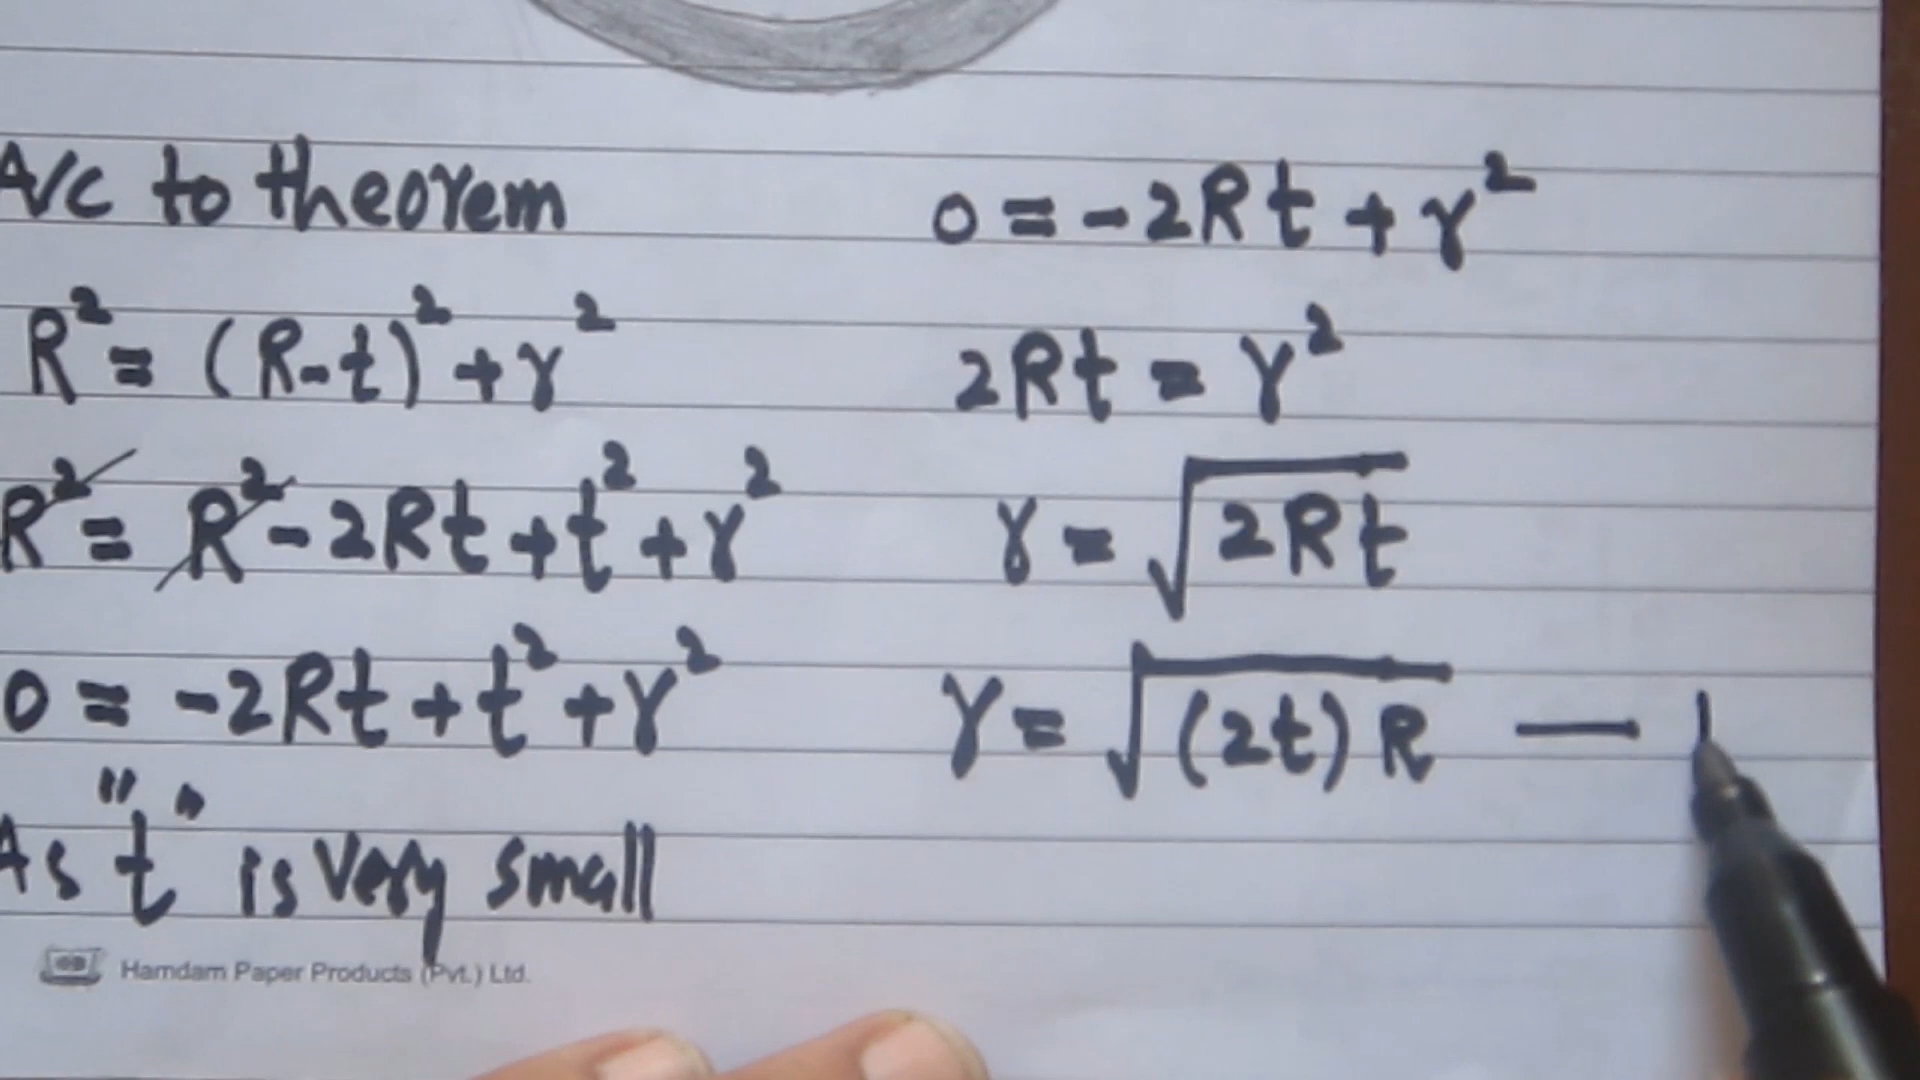 A/c to theorem
R² = (R-t)² + r²
R² = R² - 2Rt + t² + r²
0 = -2Rt + t² + r²
As "t" is very small
Hamdam Paper Products (Pvt.) Ltd.
0 = -2Rt + r²
2Rt = r²
r = √2Rt
r = √(2t)R — 1